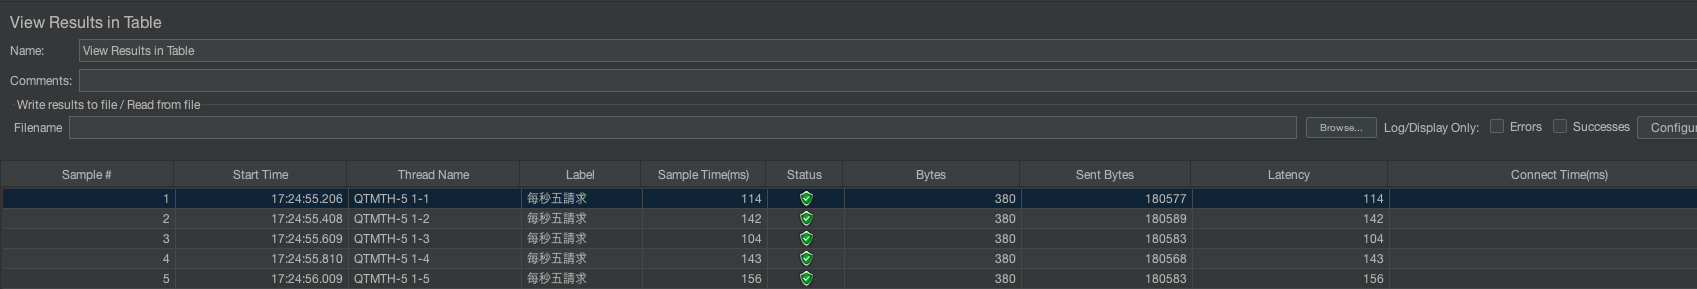 View Results in Table
Name: View Results in Table
Comments:
Write results to file / Read from file
Filename Browse... Log/Display Only: Errors Successes Configur
Sample # Start Time Thread Name Label Sample Time(ms) Status Bytes Sent Bytes Latency Connect Time(ms)
1 17:24:55.206 QTMTH-5 1-1 每秒五請求 114 380 180577 114
2 17:24:55.408 QTMTH-5 1-2 每秒五請求 142 380 180589 142
3 17:24:55.609 QTMTH-5 1-3 每秒五請求 104 380 180583 104
4 17:24:55.810 QTMTH-5 1-4 每秒五請求 143 380 180568 143
5 17:24:56.009 QTMTH-5 1-5 每秒五請求 156 380 180583 156